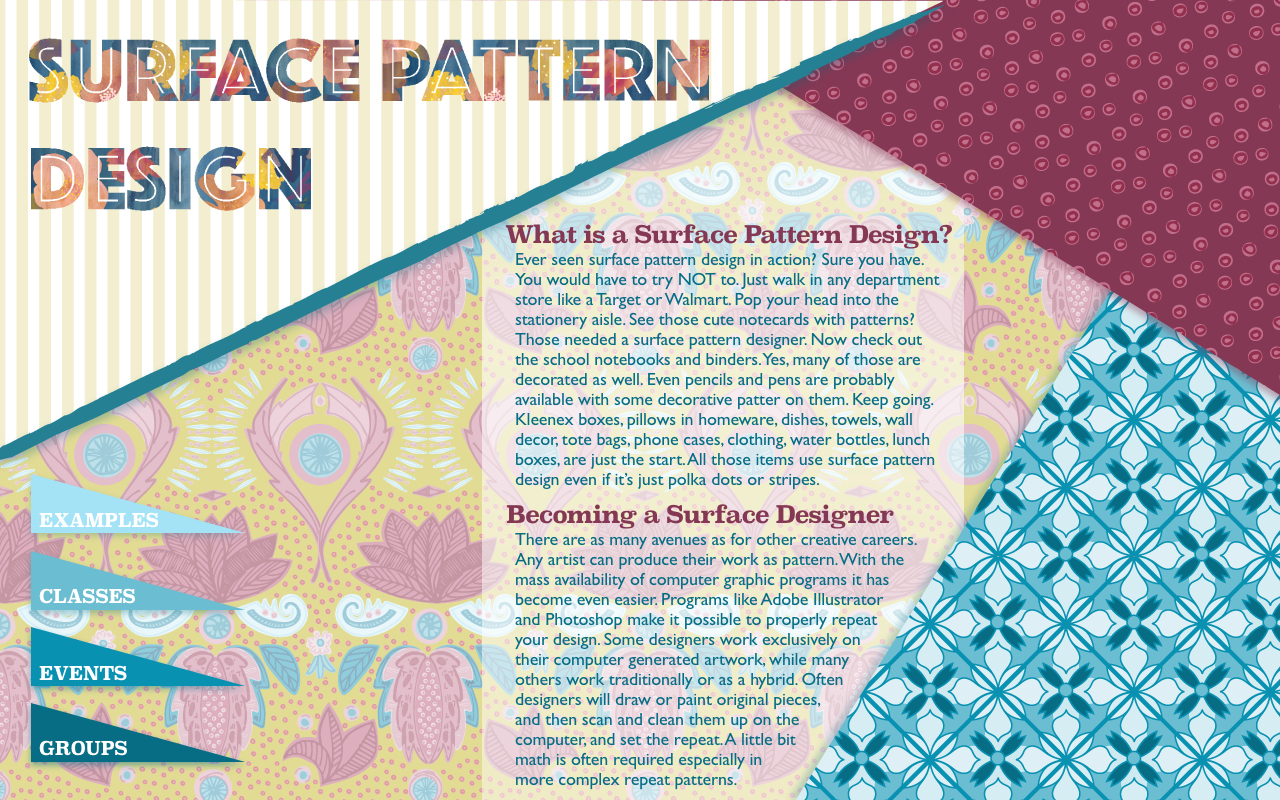 SURFACE PATTERN
DESIGN
What is a Surface Pattern Design?
Ever seen surface pattern design in action? Sure you have.
You would have to try NOT to. Just walk in any department
store like a Target or Walmart. Pop your head into the
stationery aisle. See those cute notecards with patterns?
Those needed a surface pattern designer. Now check out
the school notebooks and binders. Yes, many of those are
decorated as well. Even pencils and pens are probably
available with some decorative patter on them. Keep going.
Kleenex boxes, pillows in homeware, dishes, towels, wall
decor, tote bags, phone cases, clothing, water bottles, lunch
boxes, are just the start. All those items use surface pattern
design even if it's just polka dots or stripes.
Becoming a Surface Designer
There are as many avenues as for other creative careers.
Any artist can produce their work as pattern. With the
mass availability of computer graphic programs it has
become even easier. Programs like Adobe Illustrator
and Photoshop make it possible to properly repeat
your design. Some designers work exclusively on
their computer generated artwork, while many
others work traditionally or as a hybrid. Often
designers will draw or paint original pieces,
and then scan and clean them up on the
computer, and set the repeat. A little bit
math is often required especially in
more complex repeat patterns.
EXAMPLES
CLASSES
EVENTS
GROUPS